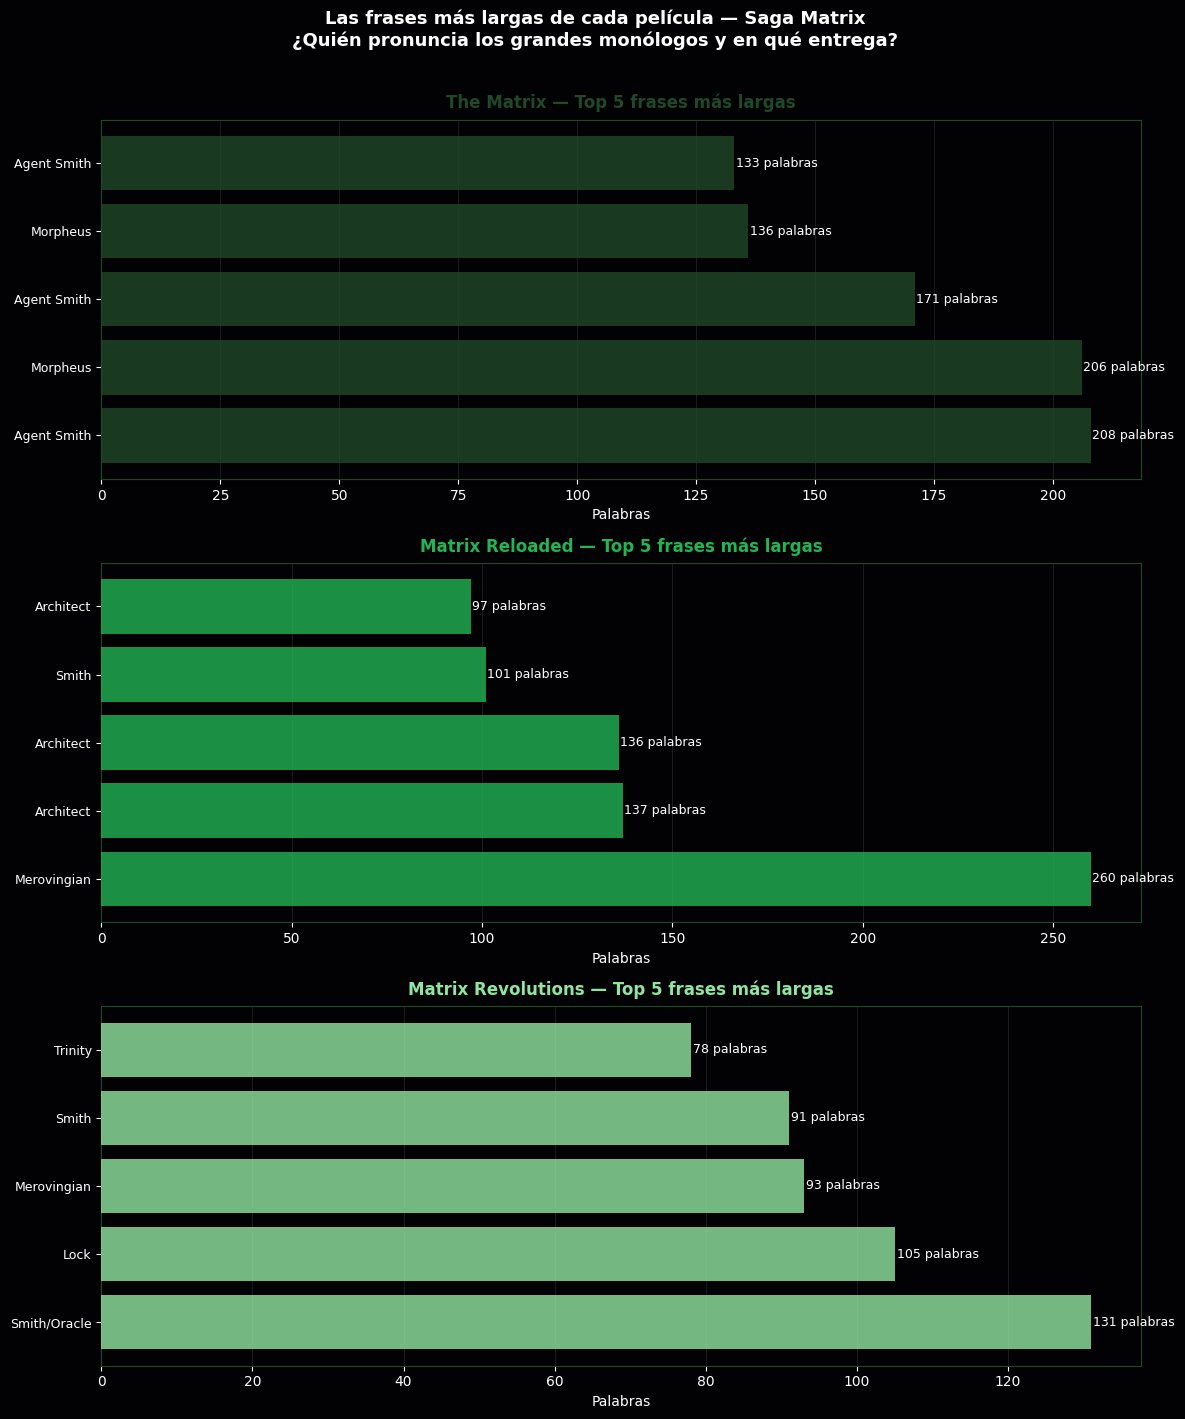 Las frases más largas de cada película — Saga Matrix
¿Quién pronuncia los grandes monólogos y en qué entrega?
The Matrix — Top 5 frases más largas
Agent Smith 133 palabras
Morpheus 136 palabras
Agent Smith 171 palabras
Morpheus 206 palabras
Agent Smith 208 palabras
0 25 50 75 100 125 150 175 200
Palabras
Matrix Reloaded — Top 5 frases más largas
Architect 97 palabras
Smith 101 palabras
Architect 136 palabras
Architect 137 palabras
Merovingian 260 palabras
0 50 100 150 200 250
Palabras
Matrix Revolutions — Top 5 frases más largas
Trinity 78 palabras
Smith 91 palabras
Merovingian 93 palabras
Lock 105 palabras
Smith/Oracle 131 palabras
0 20 40 60 80 100 120
Palabras